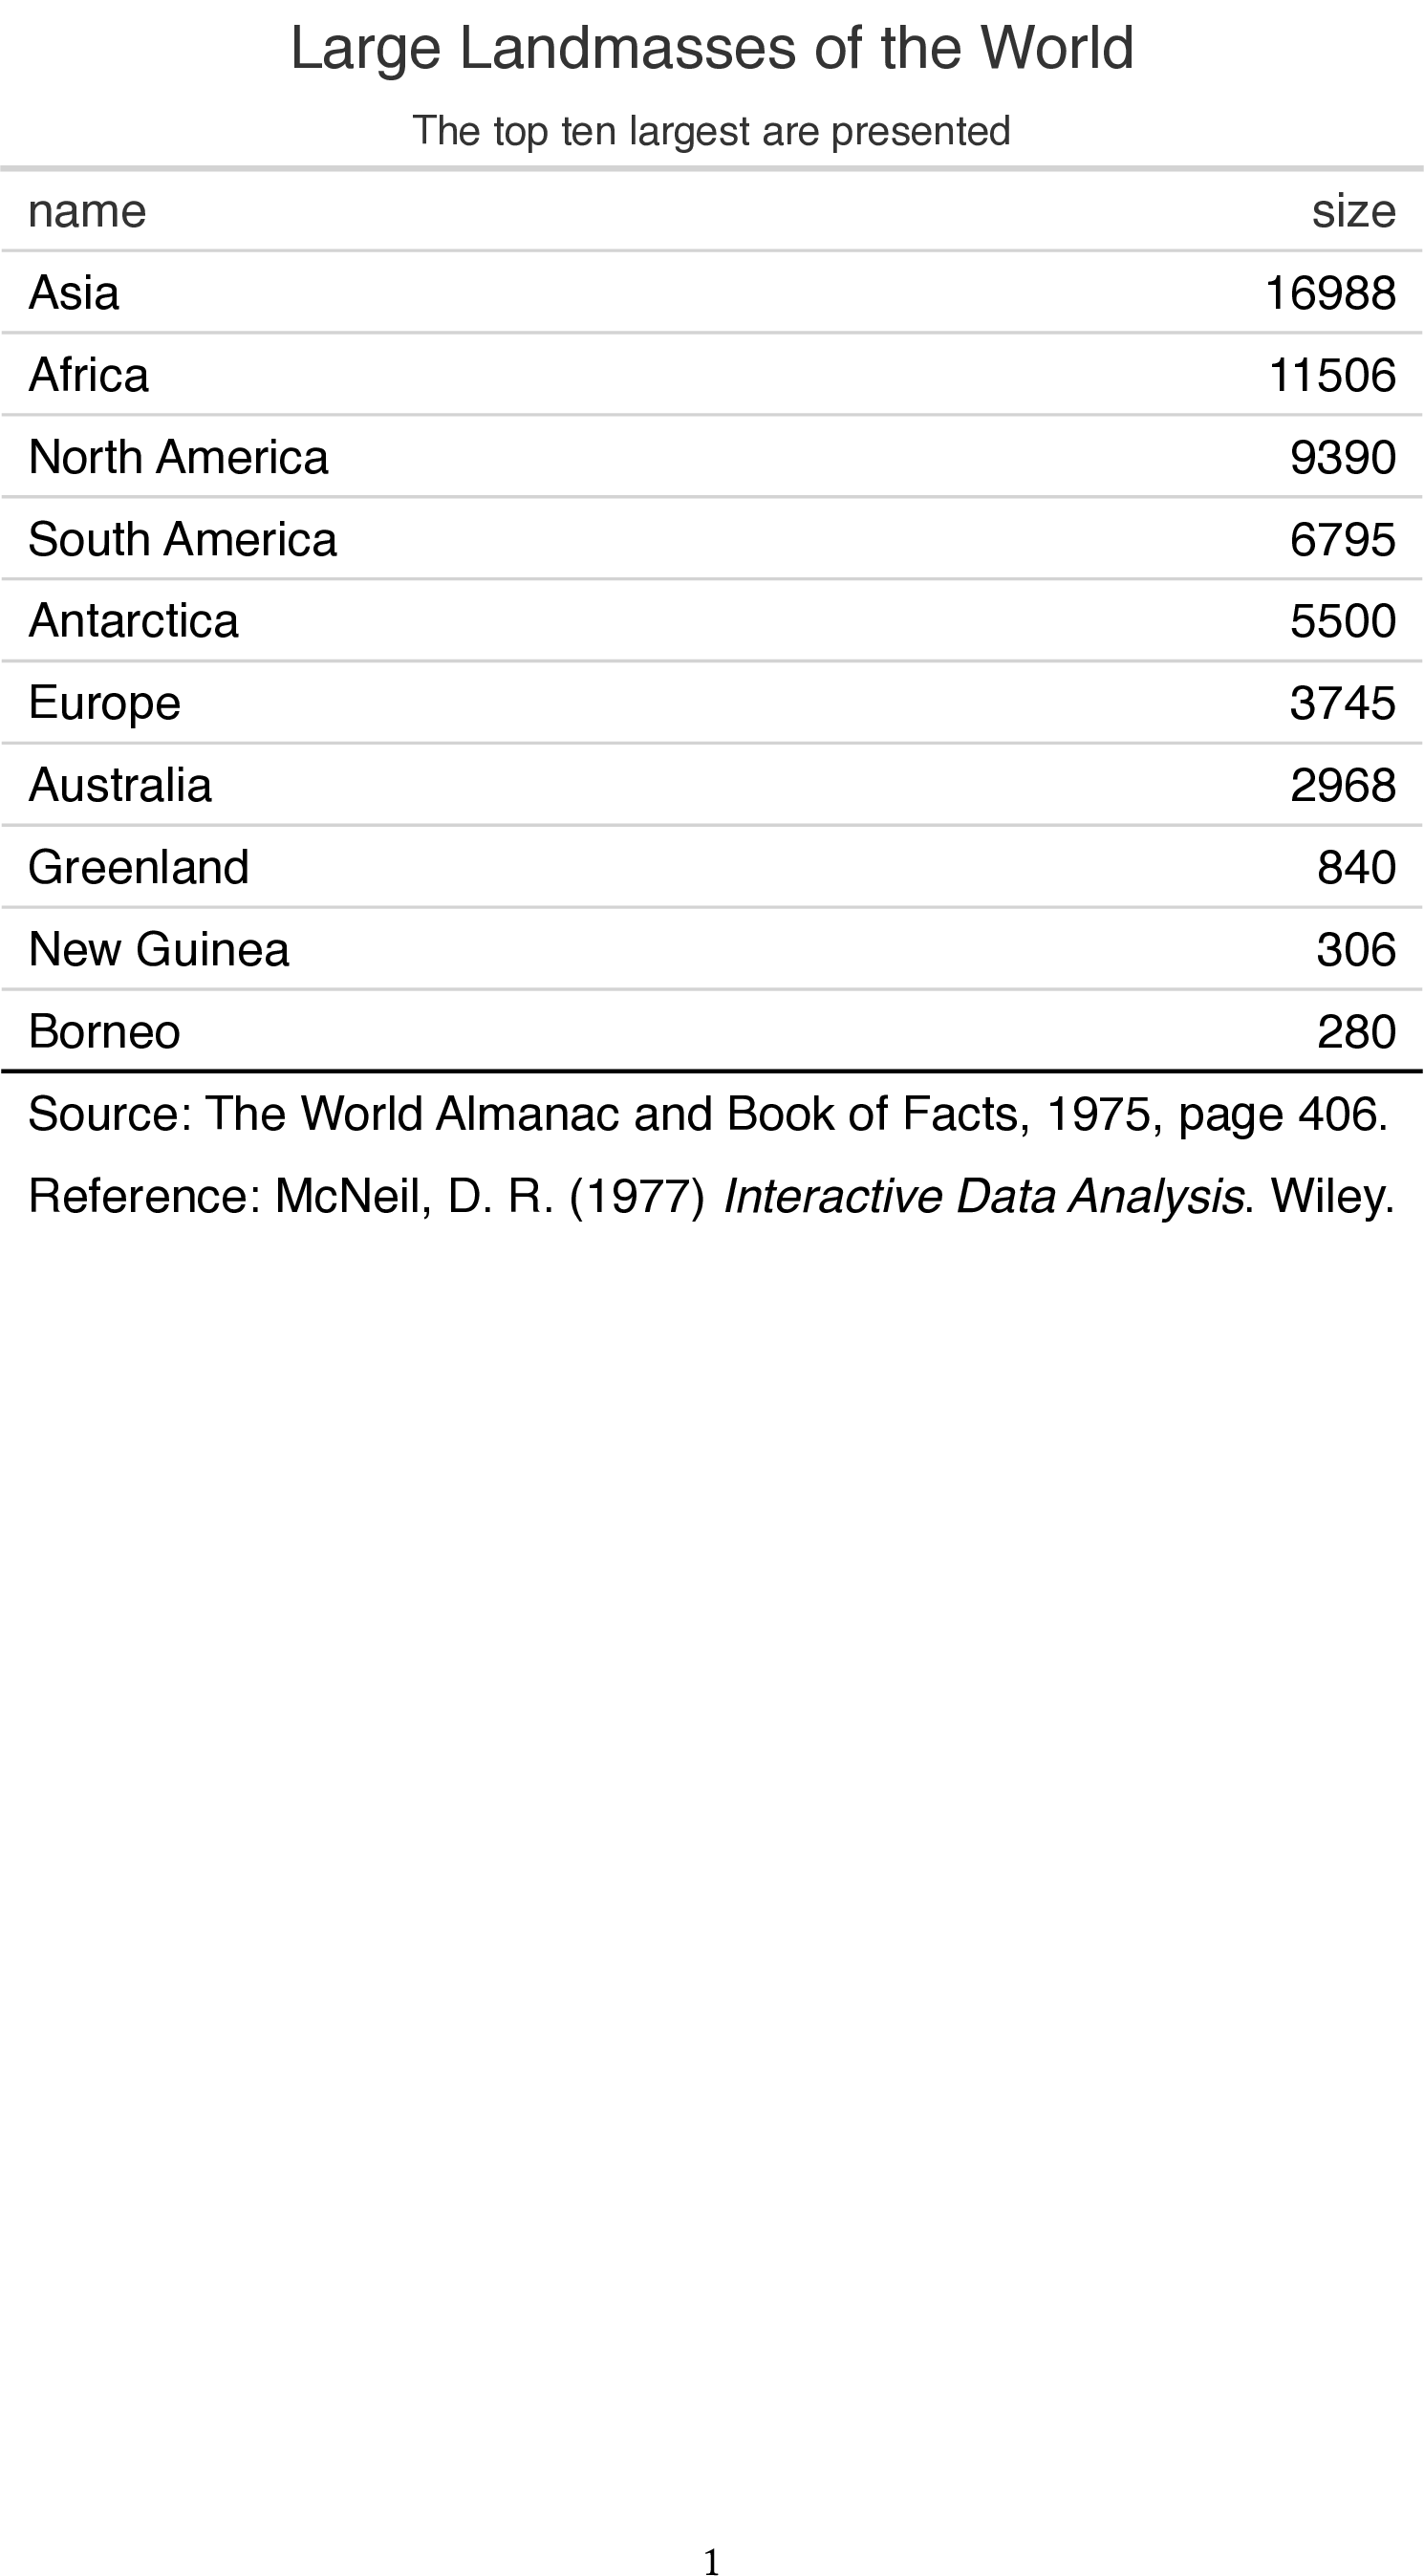 Large Landmasses of the World
The top ten largest are presented
name size
Asia 16988
Africa 11506
North America 9390
South America 6795
Antarctica 5500
Europe 3745
Australia 2968
Greenland 840
New Guinea 306
Borneo 280
Source: The World Almanac and Book of Facts, 1975, page 406.
Reference: McNeil, D. R. (1977) Interactive Data Analysis. Wiley.
1